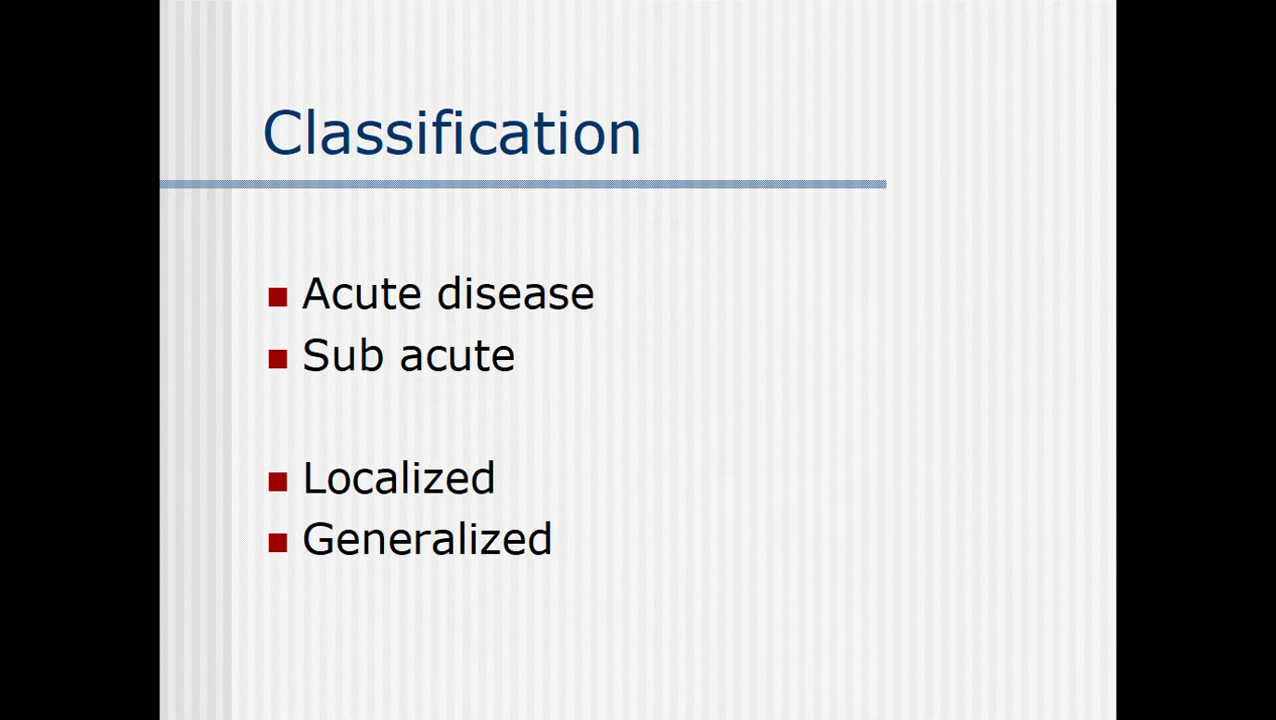 Classification
Acute disease
Sub acute
Localized
Generalized